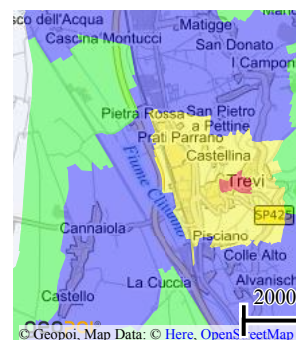 sco dell'Acqua
Matigge
Cascina Montucci
San Donato
I Campon
Pietra Rossa
San Pietro
a Pettine
Prati Parrano
Castellina
Fiume Clitunno
Trevi
SP425
Cannaiola
Pisciano
Colle Alto
La Cuccia
Alvanisch
Castello
2000
© Geopoi, Map Data: © Here, OpenStreetMap